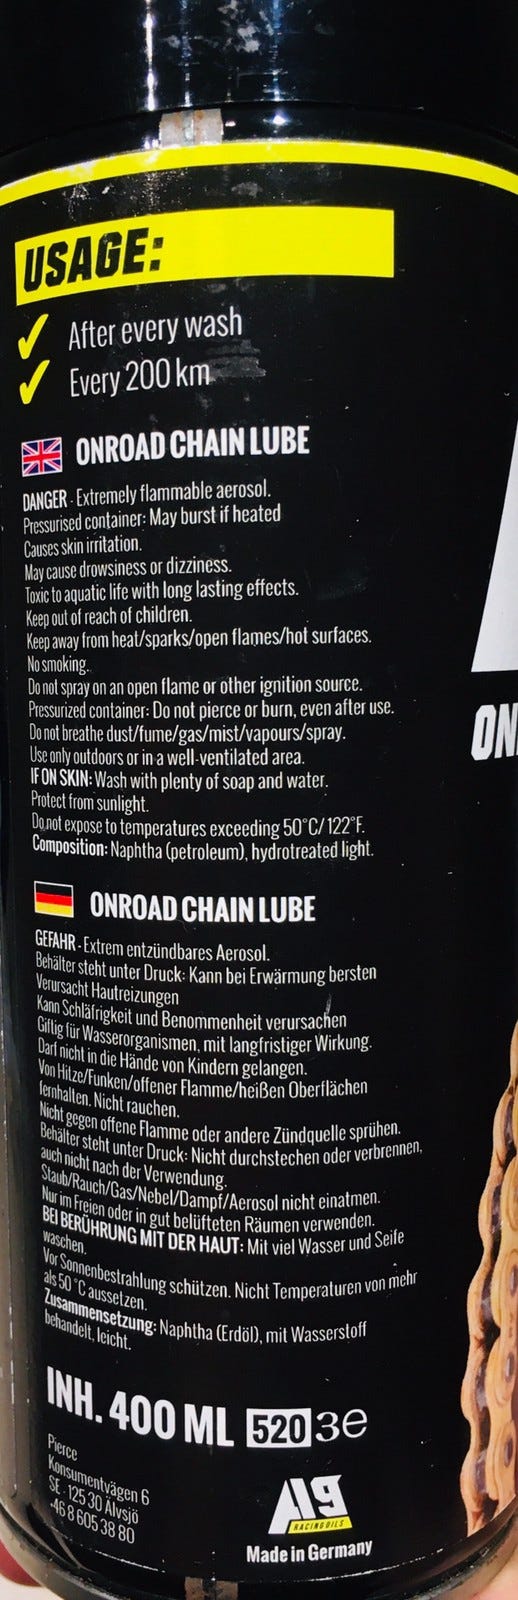 USAGE:
After every wash
Every 200 km
ONROAD CHAIN LUBE
DANGER - Extremely flammable aerosol.
Pressurised container: May burst if heated
Causes skin irritation.
May cause drowsiness or dizziness.
Toxic to aquatic life with long lasting effects.
Keep out of reach of children.
Keep away from heat/sparks/open flames/hot surfaces.
No smoking.
Do not spray on an open flame or other ignition source.
Pressurized container: Do not pierce or burn, even after use.
Do not breathe dust/fume/gas/mist/vapours/spray.
Use only outdoors or in a well-ventilated area.
IF ON SKIN: Wash with plenty of soap and water.
Protect from sunlight.
Do not expose to temperatures exceeding 50°C/122°F.
Composition: Naphtha (petroleum), hydrotreated light.
ONROAD CHAIN LUBE
GEFAHR - Extrem entzündbares Aerosol.
Behälter steht unter Druck: Kann bei Erwärmung bersten
Verursacht Hautreizungen
Kann Schläfrigkeit und Benommenheit verursachen
Giftig für Wasserorganismen, mit langfristiger Wirkung.
Darf nicht in die Hände von Kindern gelangen.
Von Hitze/Funken/offener Flamme/heißen Oberflächen
fernhalten. Nicht rauchen.
Nicht gegen offene Flamme oder andere Zündquelle sprühen.
Behälter steht unter Druck: Nicht durchstechen oder verbrennen,
auch nicht nach der Verwendung.
Staub/Rauch/Gas/Nebel/Dampf/Aerosol nicht einatmen.
Nur im Freien oder in gut belüfteten Räumen verwenden.
BEI BERÜHRUNG MIT DER HAUT: Mit viel Wasser und Seife
waschen.
Vor Sonnenbestrahlung schützen. Nicht Temperaturen von mehr
als 50 °C aussetzen.
Zusammensetzung: Naphtha (Erdöl), mit Wasserstoff
behandelt, leicht.
INH. 400 ML 520 3e
Pierce
Konsumentvägen 6
SE - 125 30 Älvsjö
+46 8 605 38 80
A9
RACING OILS
Made in Germany
ON